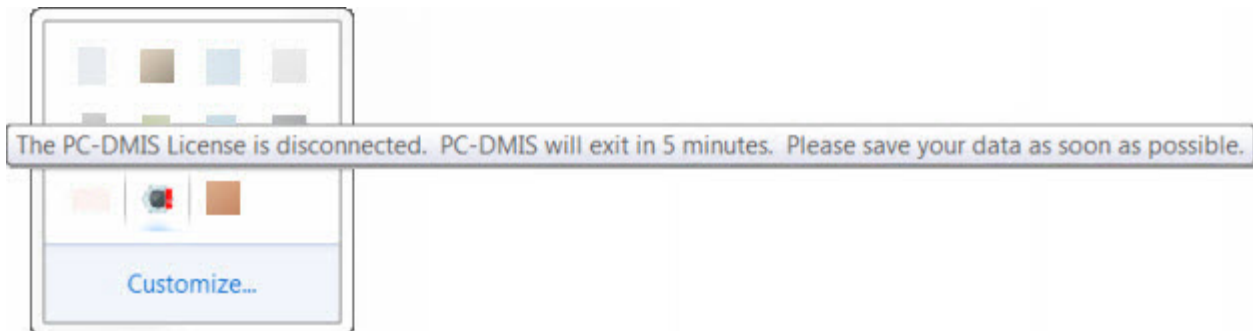 The PC-DMIS License is disconnected.  PC-DMIS will exit in 5 minutes.  Please save your data as soon as possible.
Customize...